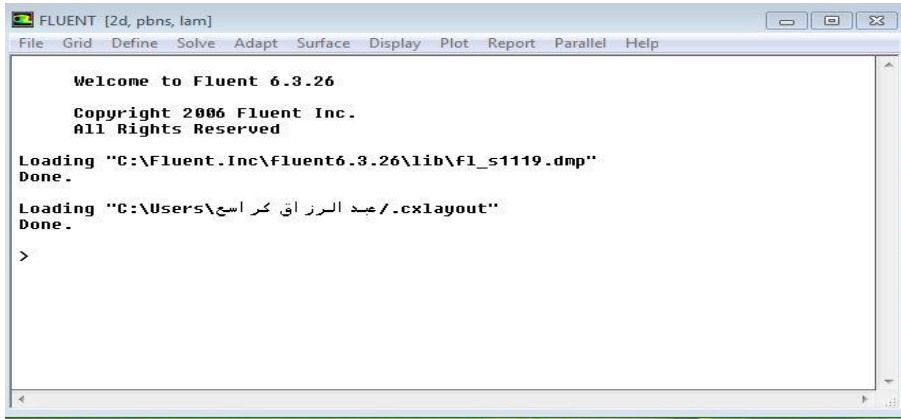 FLUENT [2d, pbns, lam]
File Grid Define Solve Adapt Surface Display Plot Report Parallel Help
Welcome to Fluent 6.3.26
Copyright 2006 Fluent Inc.
All Rights Reserved
Loading "C:\Fluent.Inc\fluent6.3.26\lib\fl_s1119.dmp"
Done.
Loading "C:\Users\عبد الرزاق كراسع/.cxlayout"
Done.
>